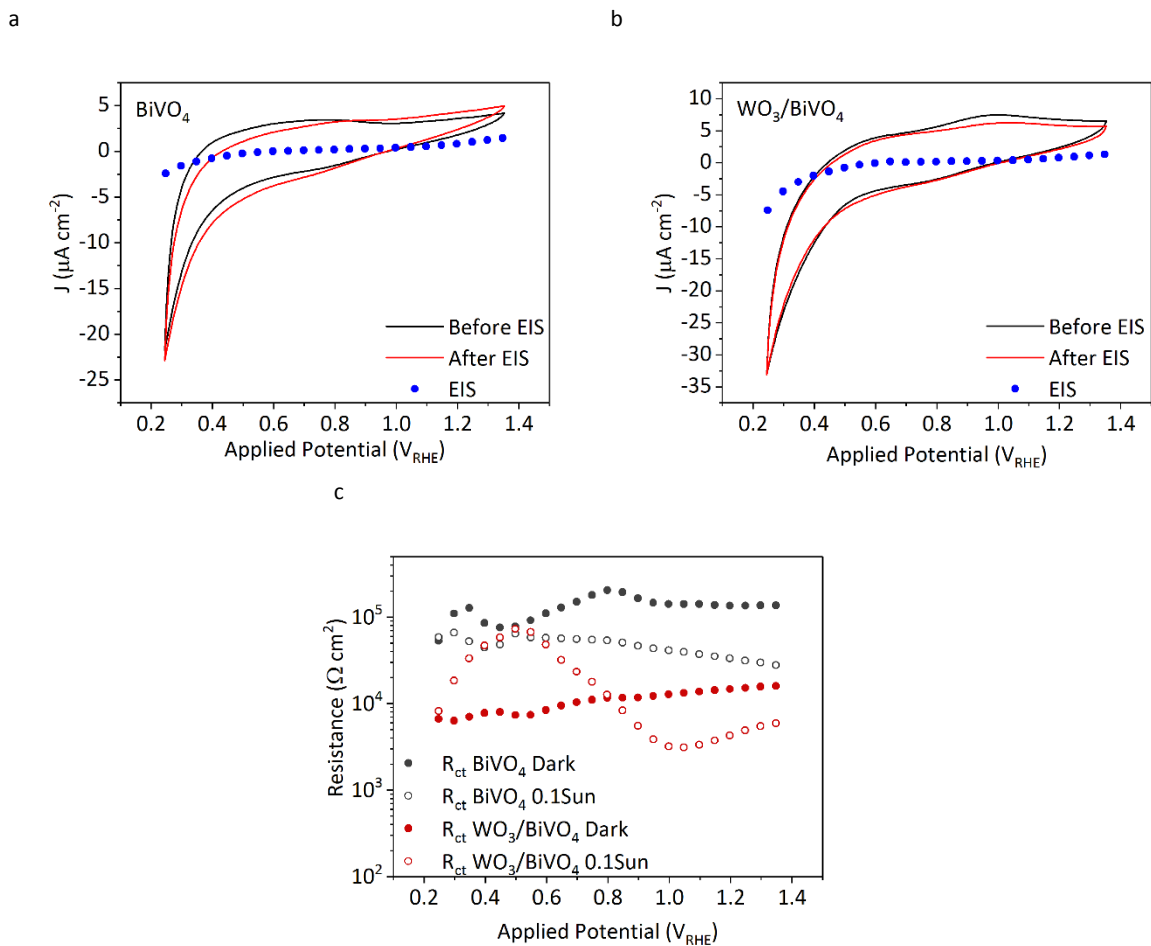 a
b
BiVO4
5
0
-5
-10
-15
-20
-25
J (µA cm-2)
Before EIS
After EIS
EIS
0.2 0.4 0.6 0.8 1.0 1.2 1.4
Applied Potential (VRHE)
WO3/BiVO4
10
5
0
-5
-10
-15
-20
-25
-30
-35
J (µA cm-2)
Before EIS
After EIS
EIS
0.2 0.4 0.6 0.8 1.0 1.2 1.4
Applied Potential (VRHE)
c
105
104
103
102
Resistance (Ω cm2)
Rct BiVO4 Dark
Rct BiVO4 0.1Sun
Rct WO3/BiVO4 Dark
Rct WO3/BiVO4 0.1Sun
0.2 0.4 0.6 0.8 1.0 1.2 1.4
Applied Potential (VRHE)